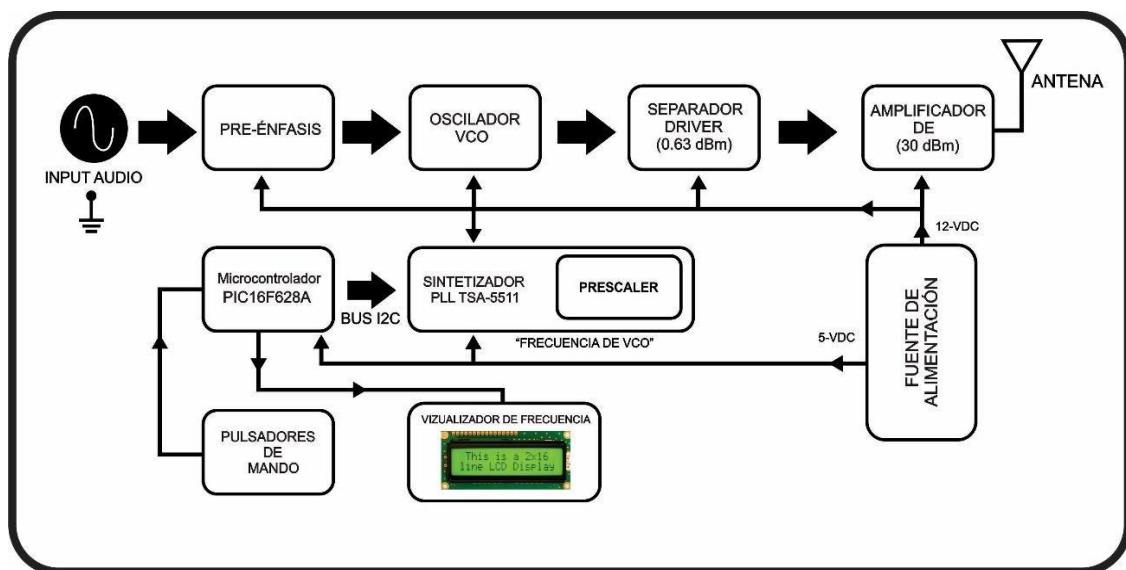 ANTENA
INPUT AUDIO
PRE-ÉNFASIS
OSCILADOR
VCO
SEPARADOR
DRIVER
(0.63 dBm)
AMPLIFICADOR
DE
(30 dBm)
12-VDC
Microcontrolador
PIC16F628A
BUS I2C
SINTETIZADOR
PLL TSA-5511
PRESCALER
"FRECUENCIA DE VCO"
5-VDC
FUENTE DE
ALIMENTACIÓN
PULSADORES
DE
MANDO
VIZUALIZADOR DE FRECUENCIA
This is a 2x16
line LCD Display